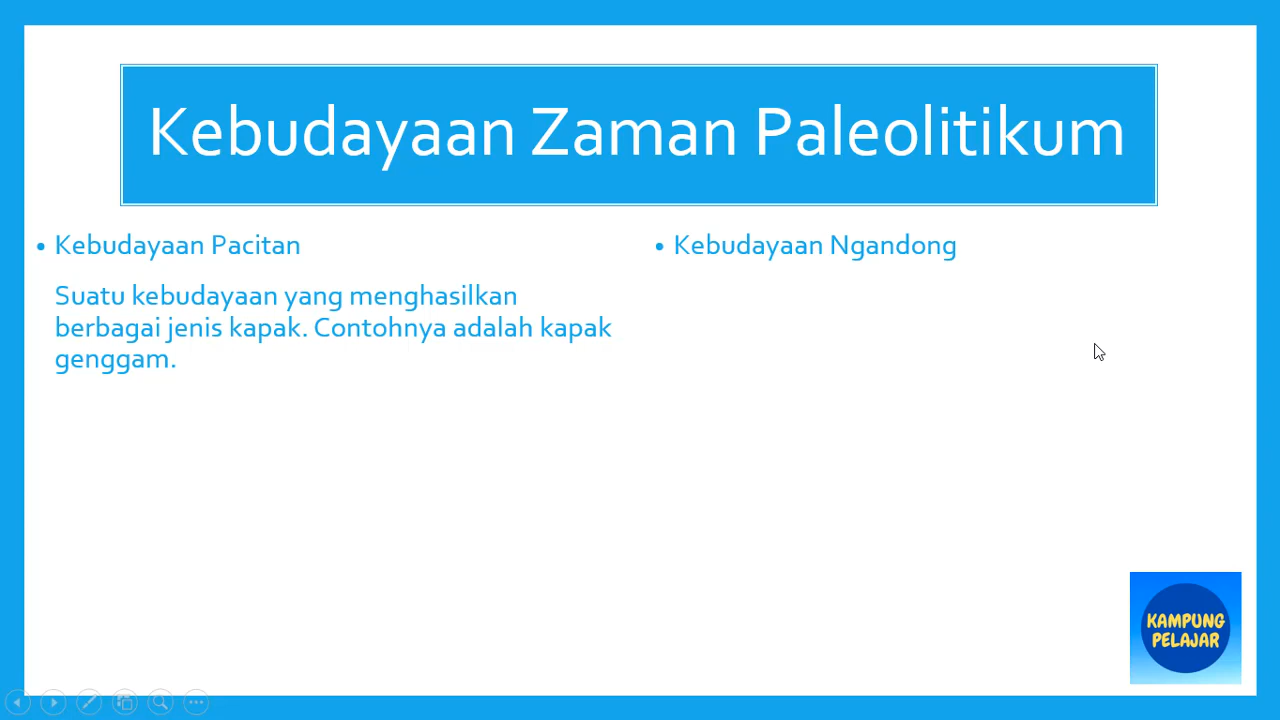 Kebudayaan Zaman Paleolitikum
• Kebudayaan Pacitan
Suatu kebudayaan yang menghasilkan
berbagai jenis kapak. Contohnya adalah kapak
genggam.
• Kebudayaan Ngandong
KAMPUNG
PELAJAR